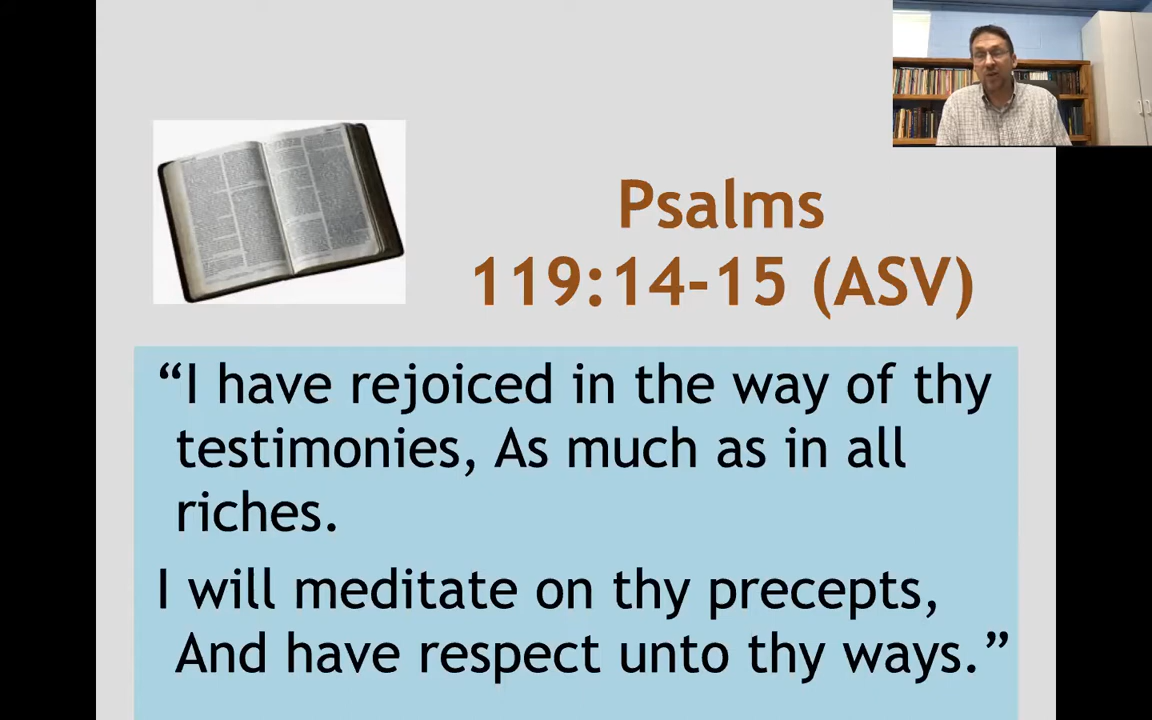 Psalms
119:14-15 (ASV)
“I have rejoiced in the way of thy
testimonies, As much as in all
riches.
I will meditate on thy precepts,
And have respect unto thy ways.”